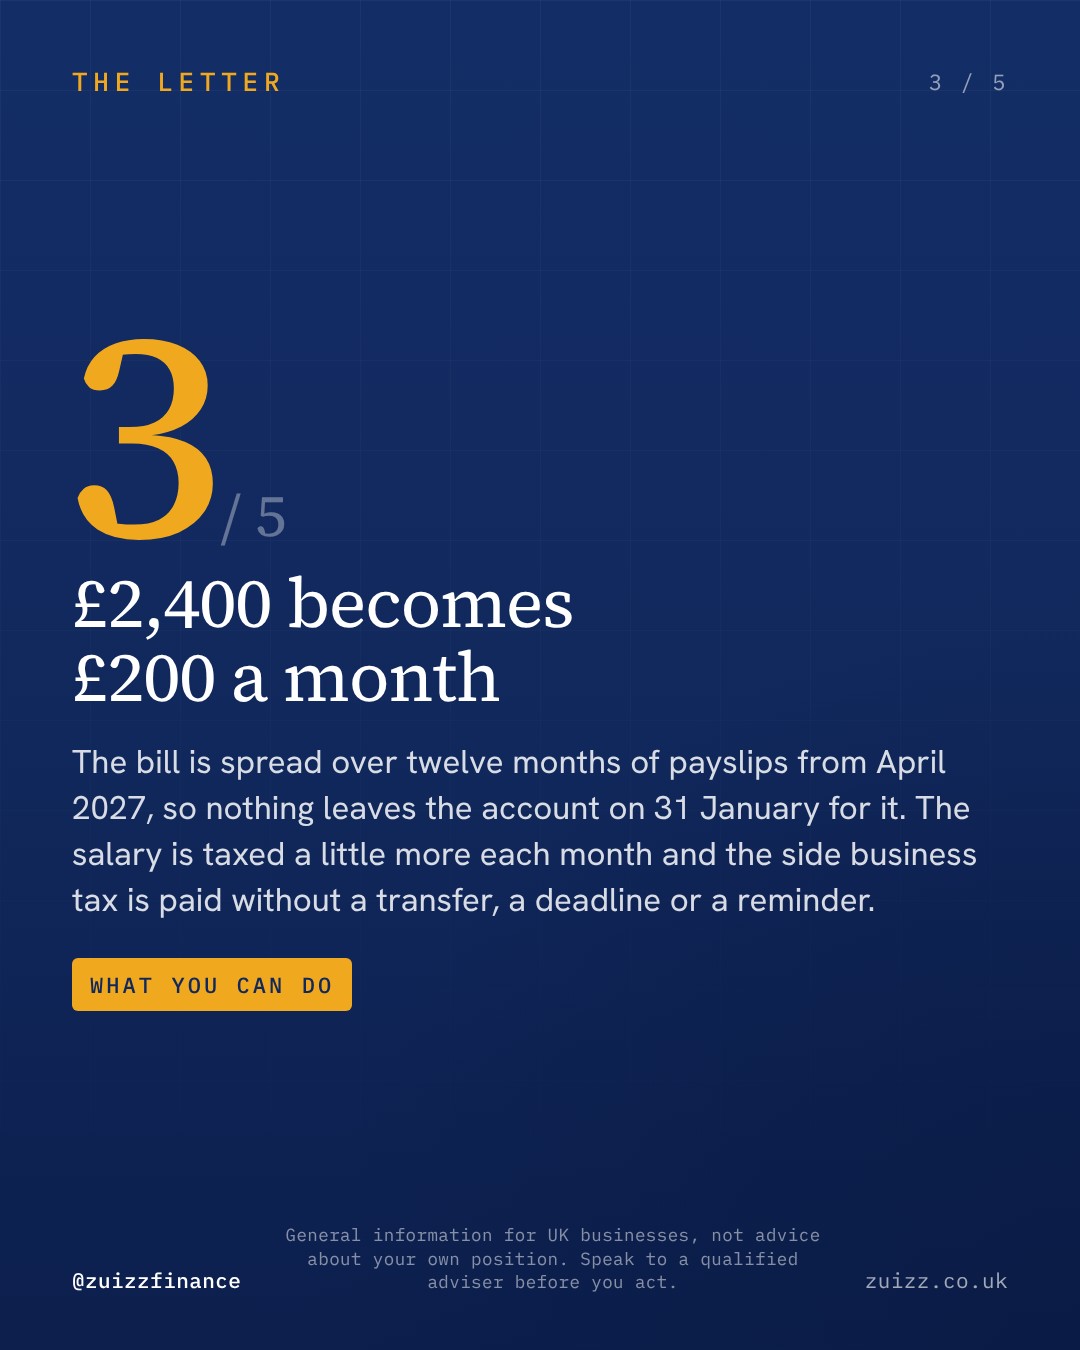 THE LETTER
3 / 5
3 / 5
£2,400 becomes
£200 a month
The bill is spread over twelve months of payslips from April
2027, so nothing leaves the account on 31 January for it. The
salary is taxed a little more each month and the side business
tax is paid without a transfer, a deadline or a reminder.
WHAT YOU CAN DO
General information for UK businesses, not advice
about your own position. Speak to a qualified
adviser before you act.
@zuizzfinance
zuizz.co.uk